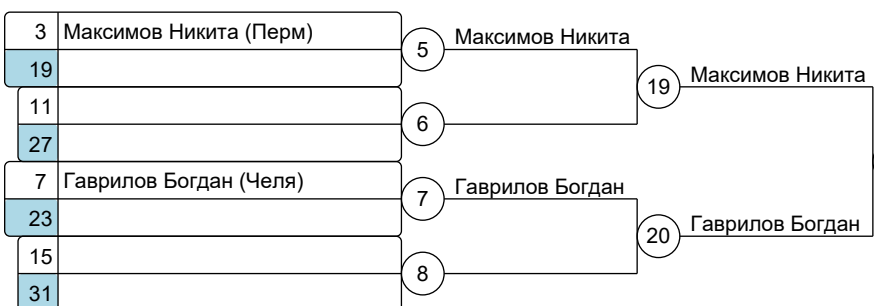 3 Максимов Никита (Перм)
19
11
27
7 Гаврилов Богдан (Челя)
23
15
31
5 Максимов Никита
6
7 Гаврилов Богдан
8
19 Максимов Никита
20 Гаврилов Богдан